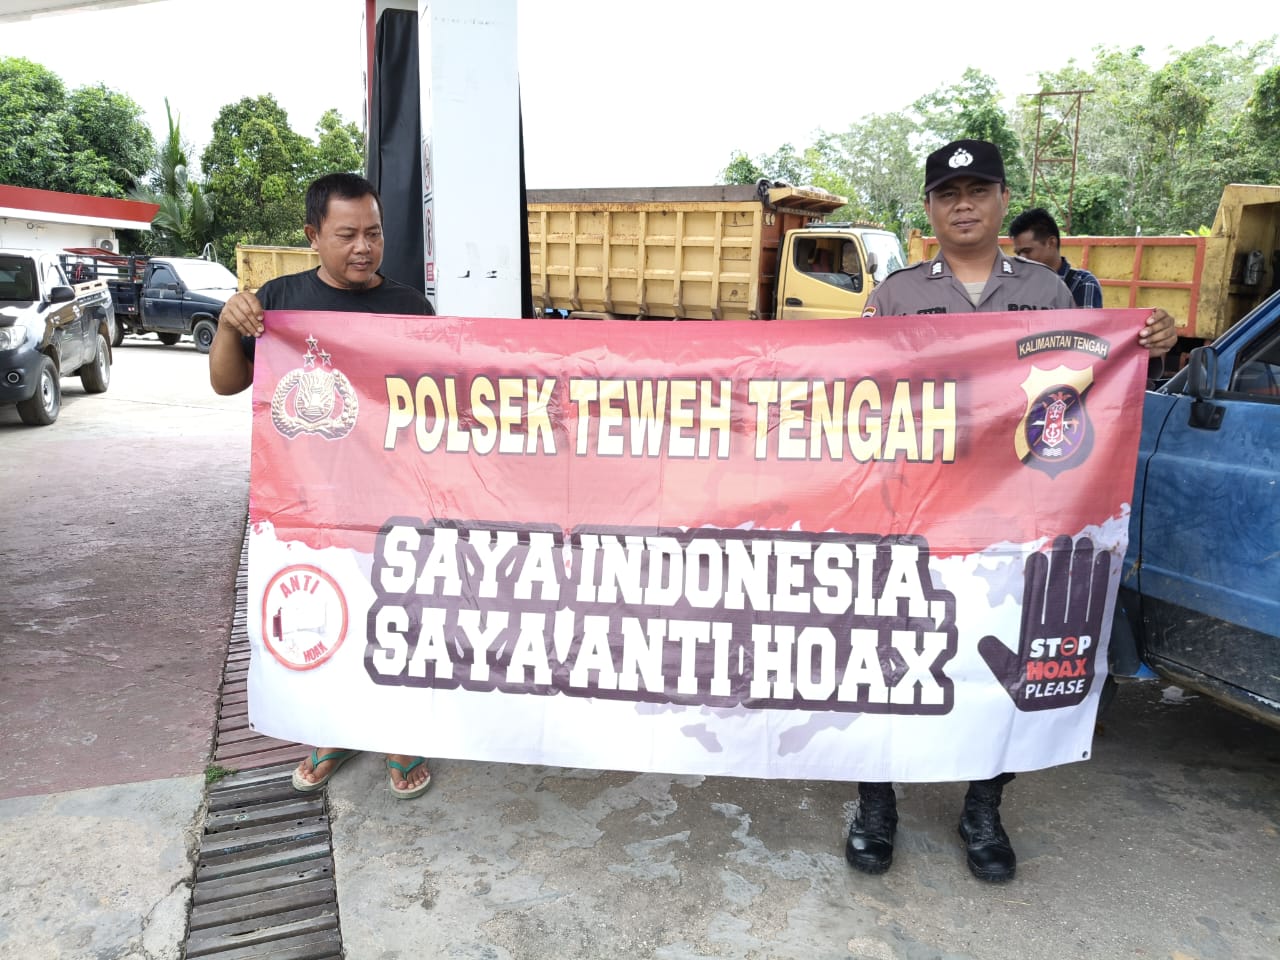 KALIMANTAN TENGAH
POLSEK TEWEH TENGAH
SAYA INDONESIA,
SAYA ANTI HOAX
ANTI
HOAX
STOP
HOAX
PLEASE